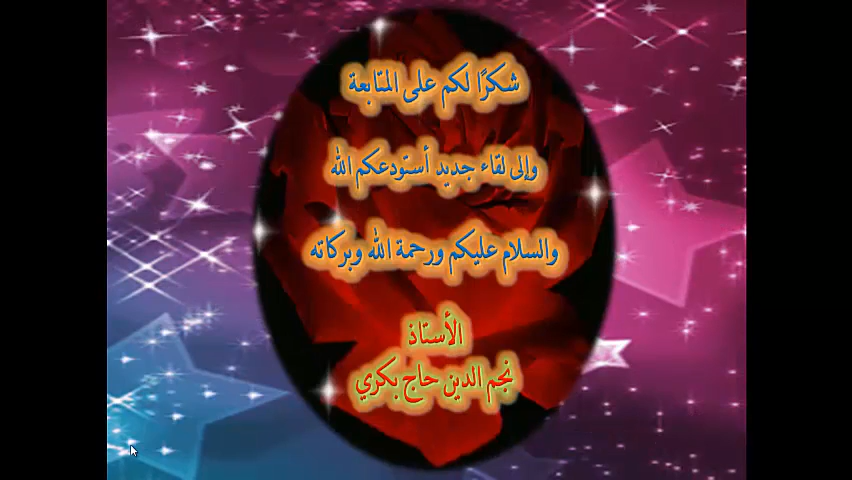 شكرًا لكم على المتابعة
وإلى لقاء جديد أستودعكم الله
والسلام عليكم ورحمة الله وبركاته
الأستاذ
نجم الدين حاج بكري